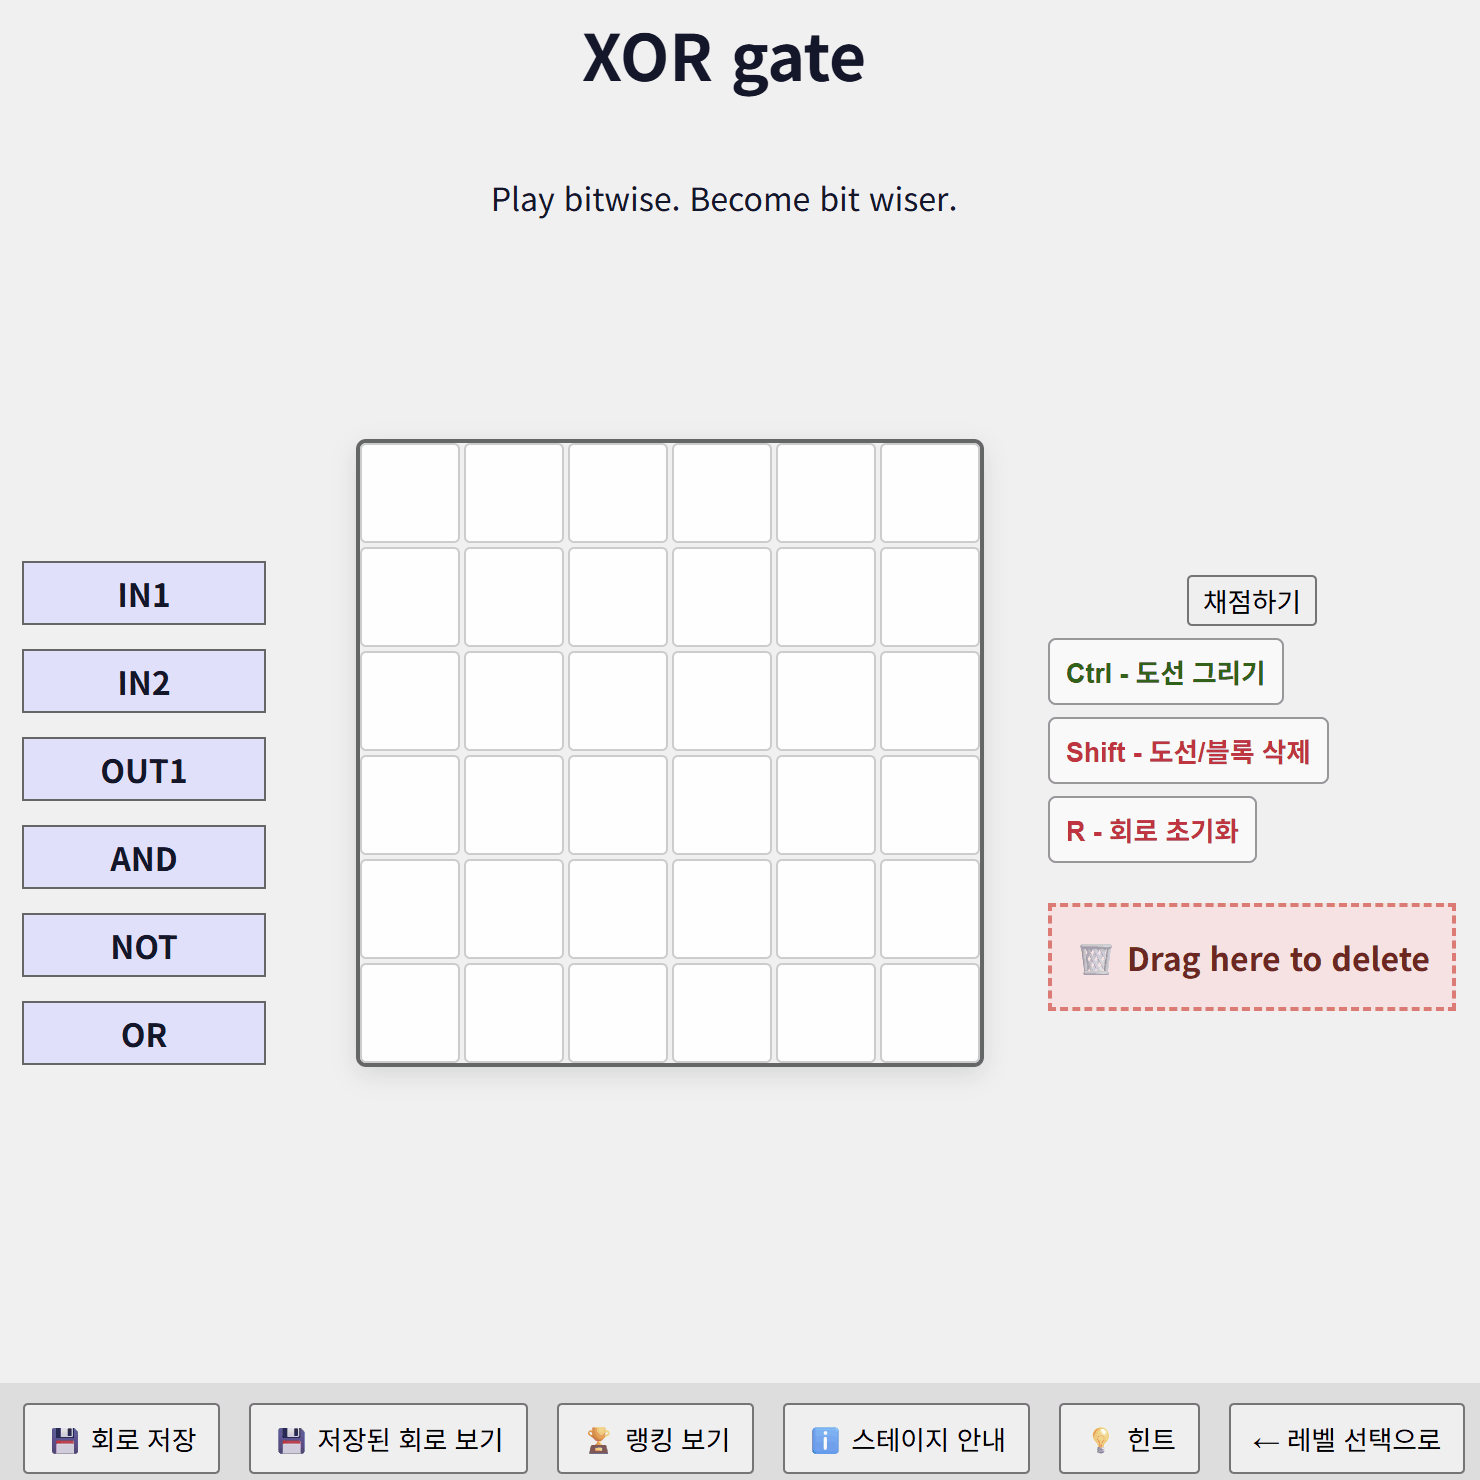 XOR gate
Play bitwise. Become bit wiser.
IN1
IN2
OUT1
AND
NOT
OR
채점하기
Ctrl - 도선 그리기
Shift - 도선/블록 삭제
R - 회로 초기화
🗑️ Drag here to delete
💾 회로 저장
💾 저장된 회로 보기
🏆 랭킹 보기
ℹ️ 스테이지 안내
💡 힌트
← 레벨 선택으로